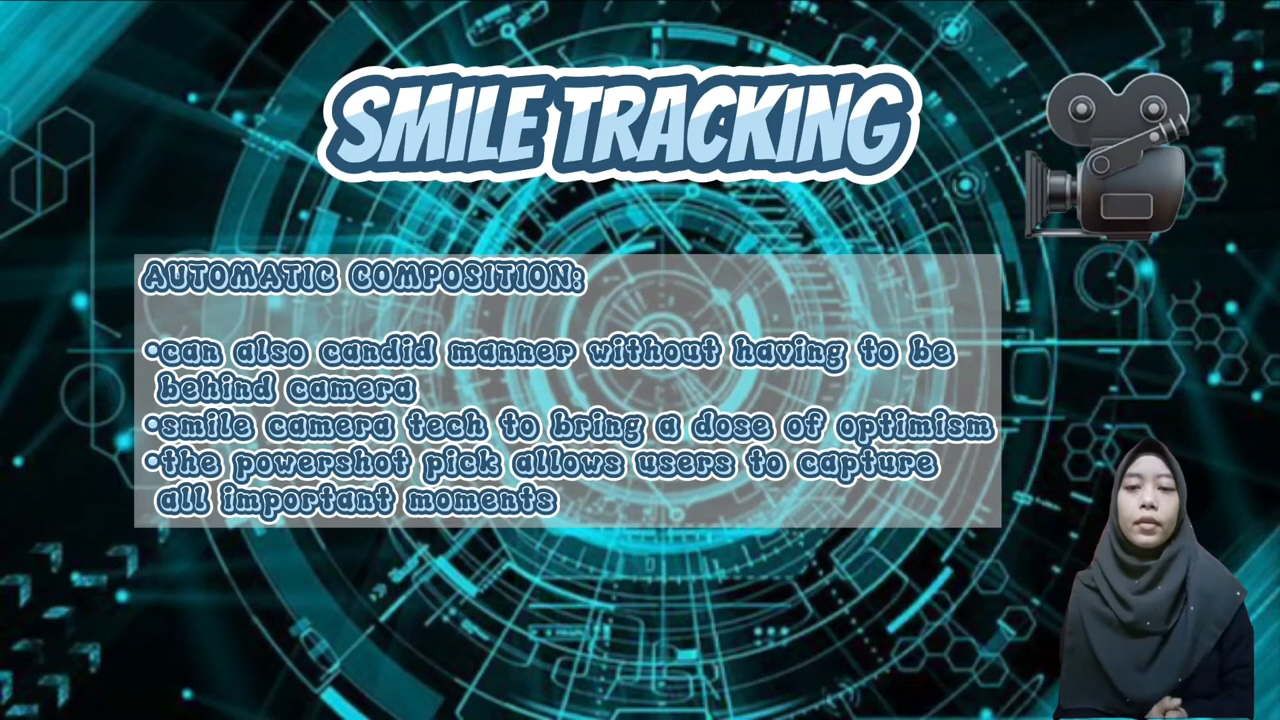 SMILE TRACKING
AUTOMATIC COMPOSITION:
•can also candid manner without having to be
behind camera
•smile camera tech to bring a dose of optimism
•the powershot pick allows users to capture
all important moments